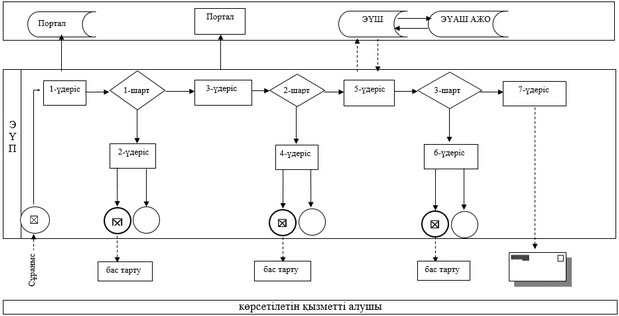 Портал
Портал
ЭҮШ
ЭҮАШ АЖО
ЭҮП
1-үдеріс
1-шарт
3-үдеріс
2-шарт
5-үдеріс
3-шарт
7-үдеріс
2-үдеріс
4-үдеріс
6-үдеріс
Сұраныс
бас тарту
бас тарту
бас тарту
көрсетілетін қызметті алушы